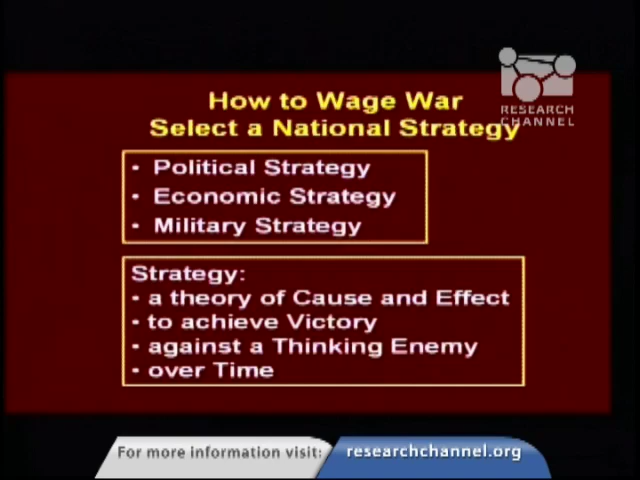 How to Wage War
Select a National Strategy
RESEARCH
CHANNEL
• Political Strategy
• Economic Strategy
• Military Strategy
Strategy:
• a theory of Cause and Effect
• to achieve Victory
• against a Thinking Enemy
• over Time
For more information visit: researchchannel.org